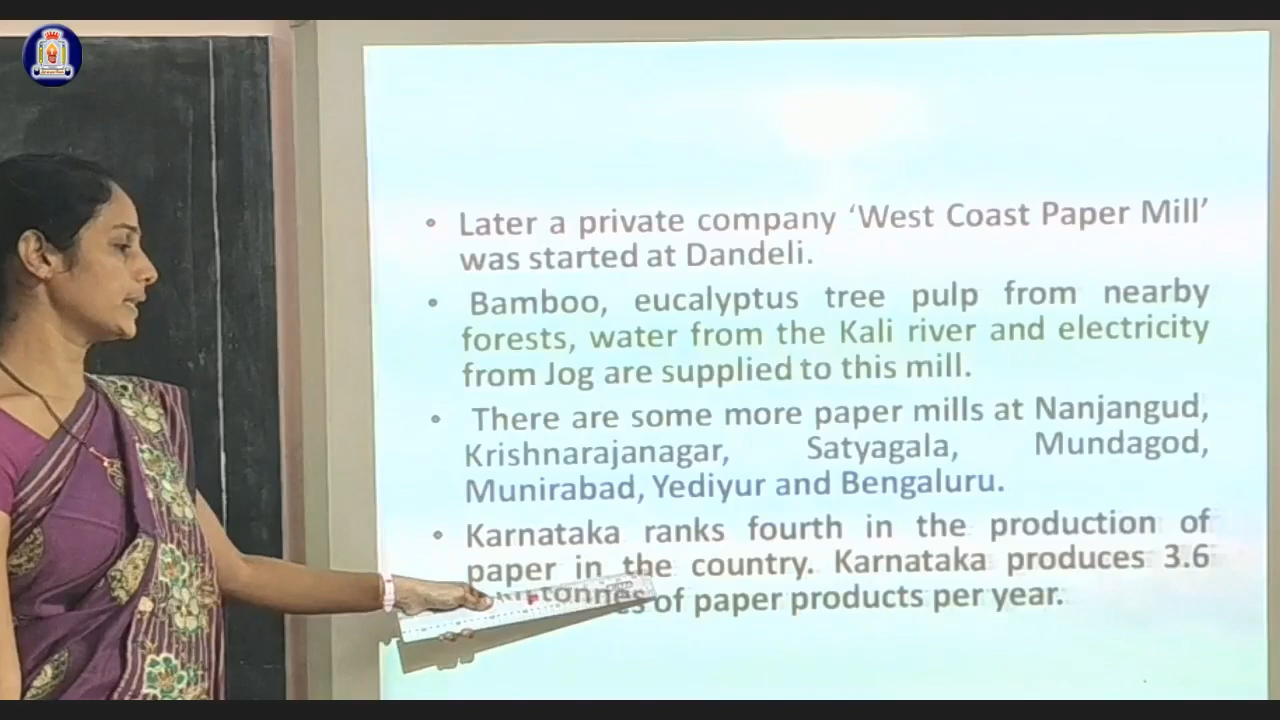 • Later a private company ‘West Coast Paper Mill’
was started at Dandeli.
• Bamboo, eucalyptus tree pulp from nearby
forests, water from the Kali river and electricity
from Jog are supplied to this mill.
• There are some more paper mills at Nanjangud,
Krishnarajanagar, Satyagala, Mundagod,
Munirabad, Yediyur and Bengaluru.
• Karnataka ranks fourth in the production of
paper in the country. Karnataka produces 3.6
tonnes of paper products per year.